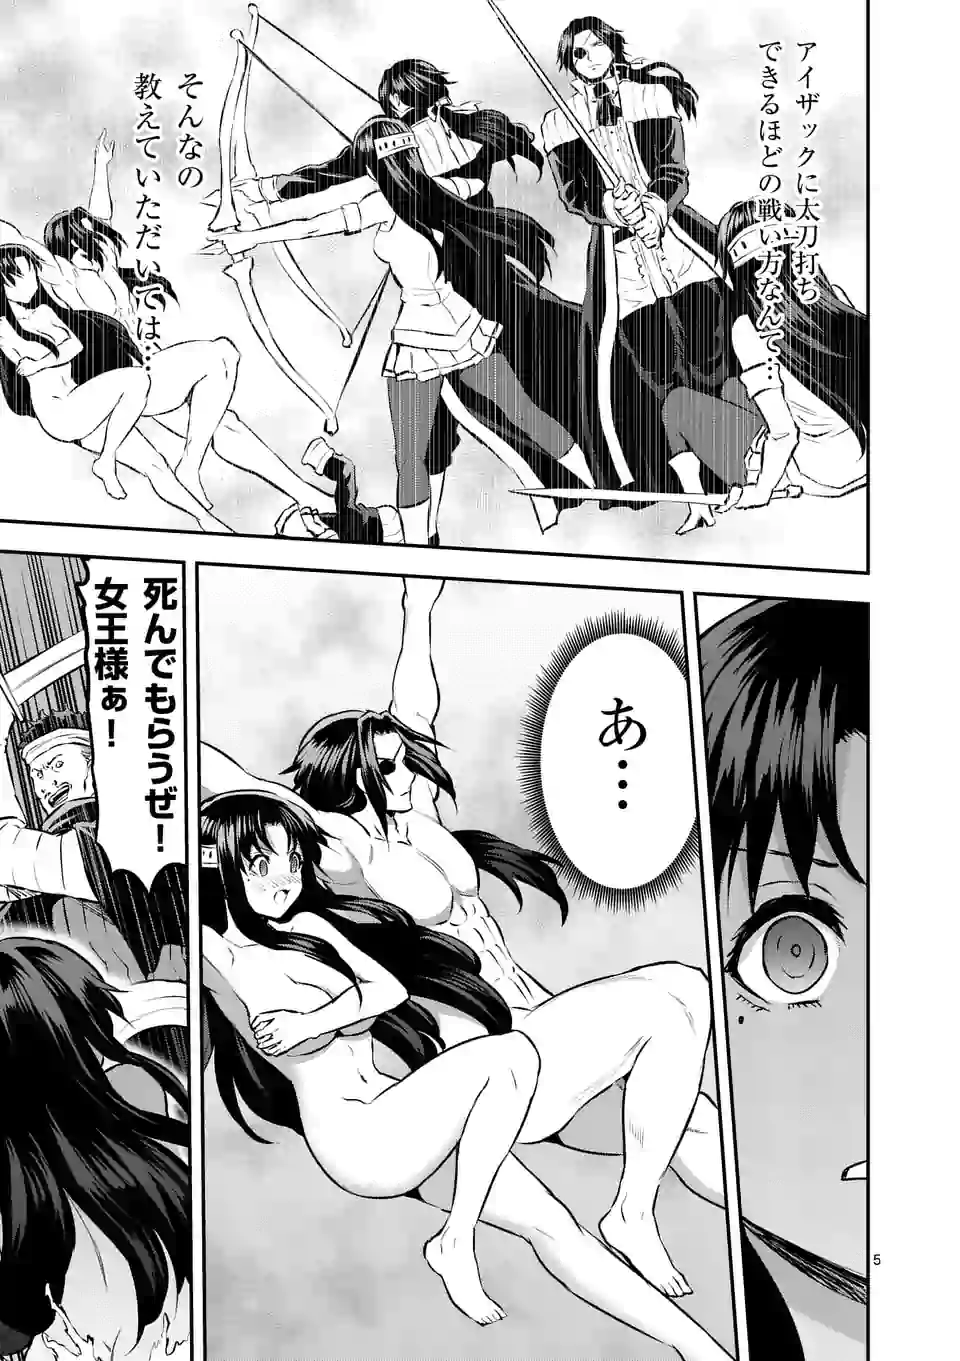 アイザックに太刀打ち
できるほどの戦い方なんて…
そんなの
教えていただいては…
あ…
死んでもらうぜ!
女王様ぁ!
5